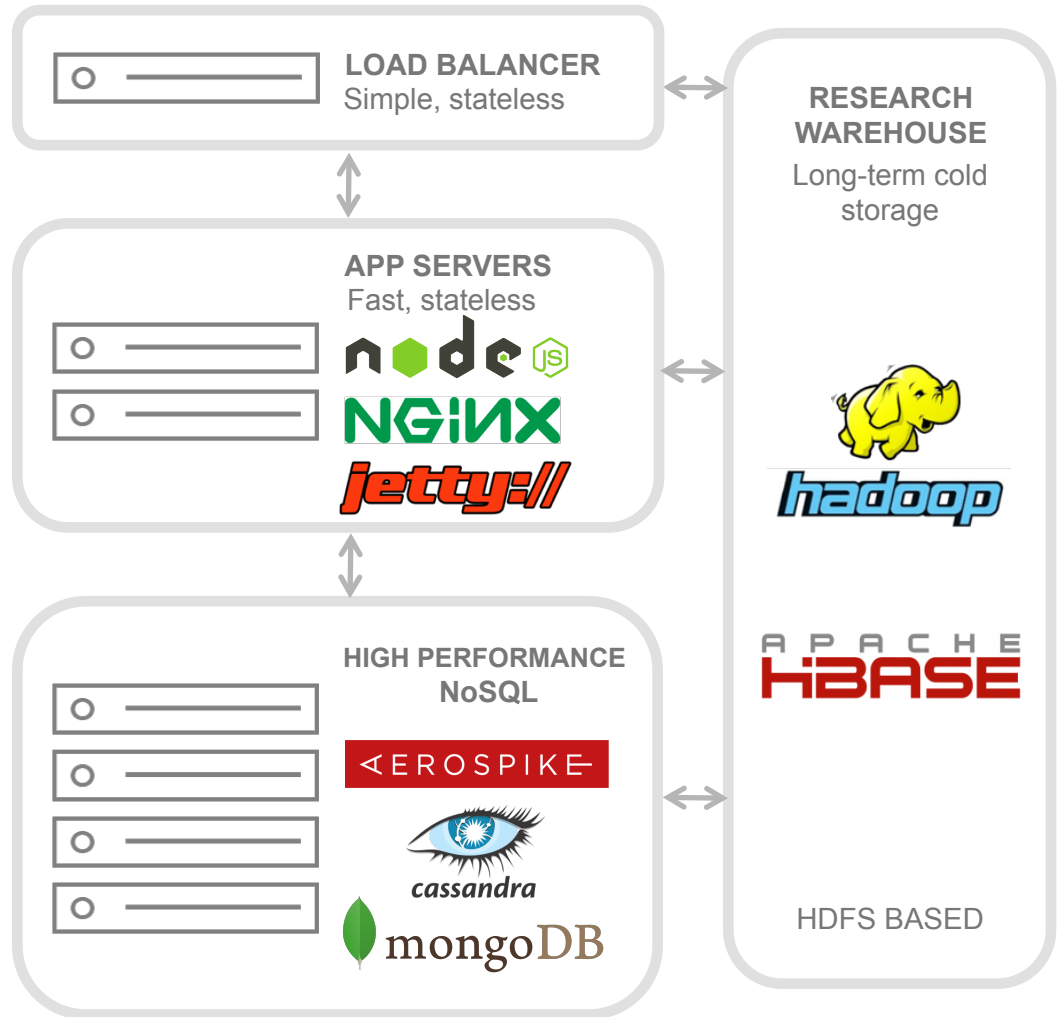 LOAD BALANCER
Simple, stateless
APP SERVERS
Fast, stateless
node JS
NGiNX
jetty://
HIGH PERFORMANCE
NoSQL
AEROSPIKE
cassandra
mongoDB
RESEARCH
WAREHOUSE
Long-term cold
storage
hadoop
APACHE
HBASE
HDFS BASED